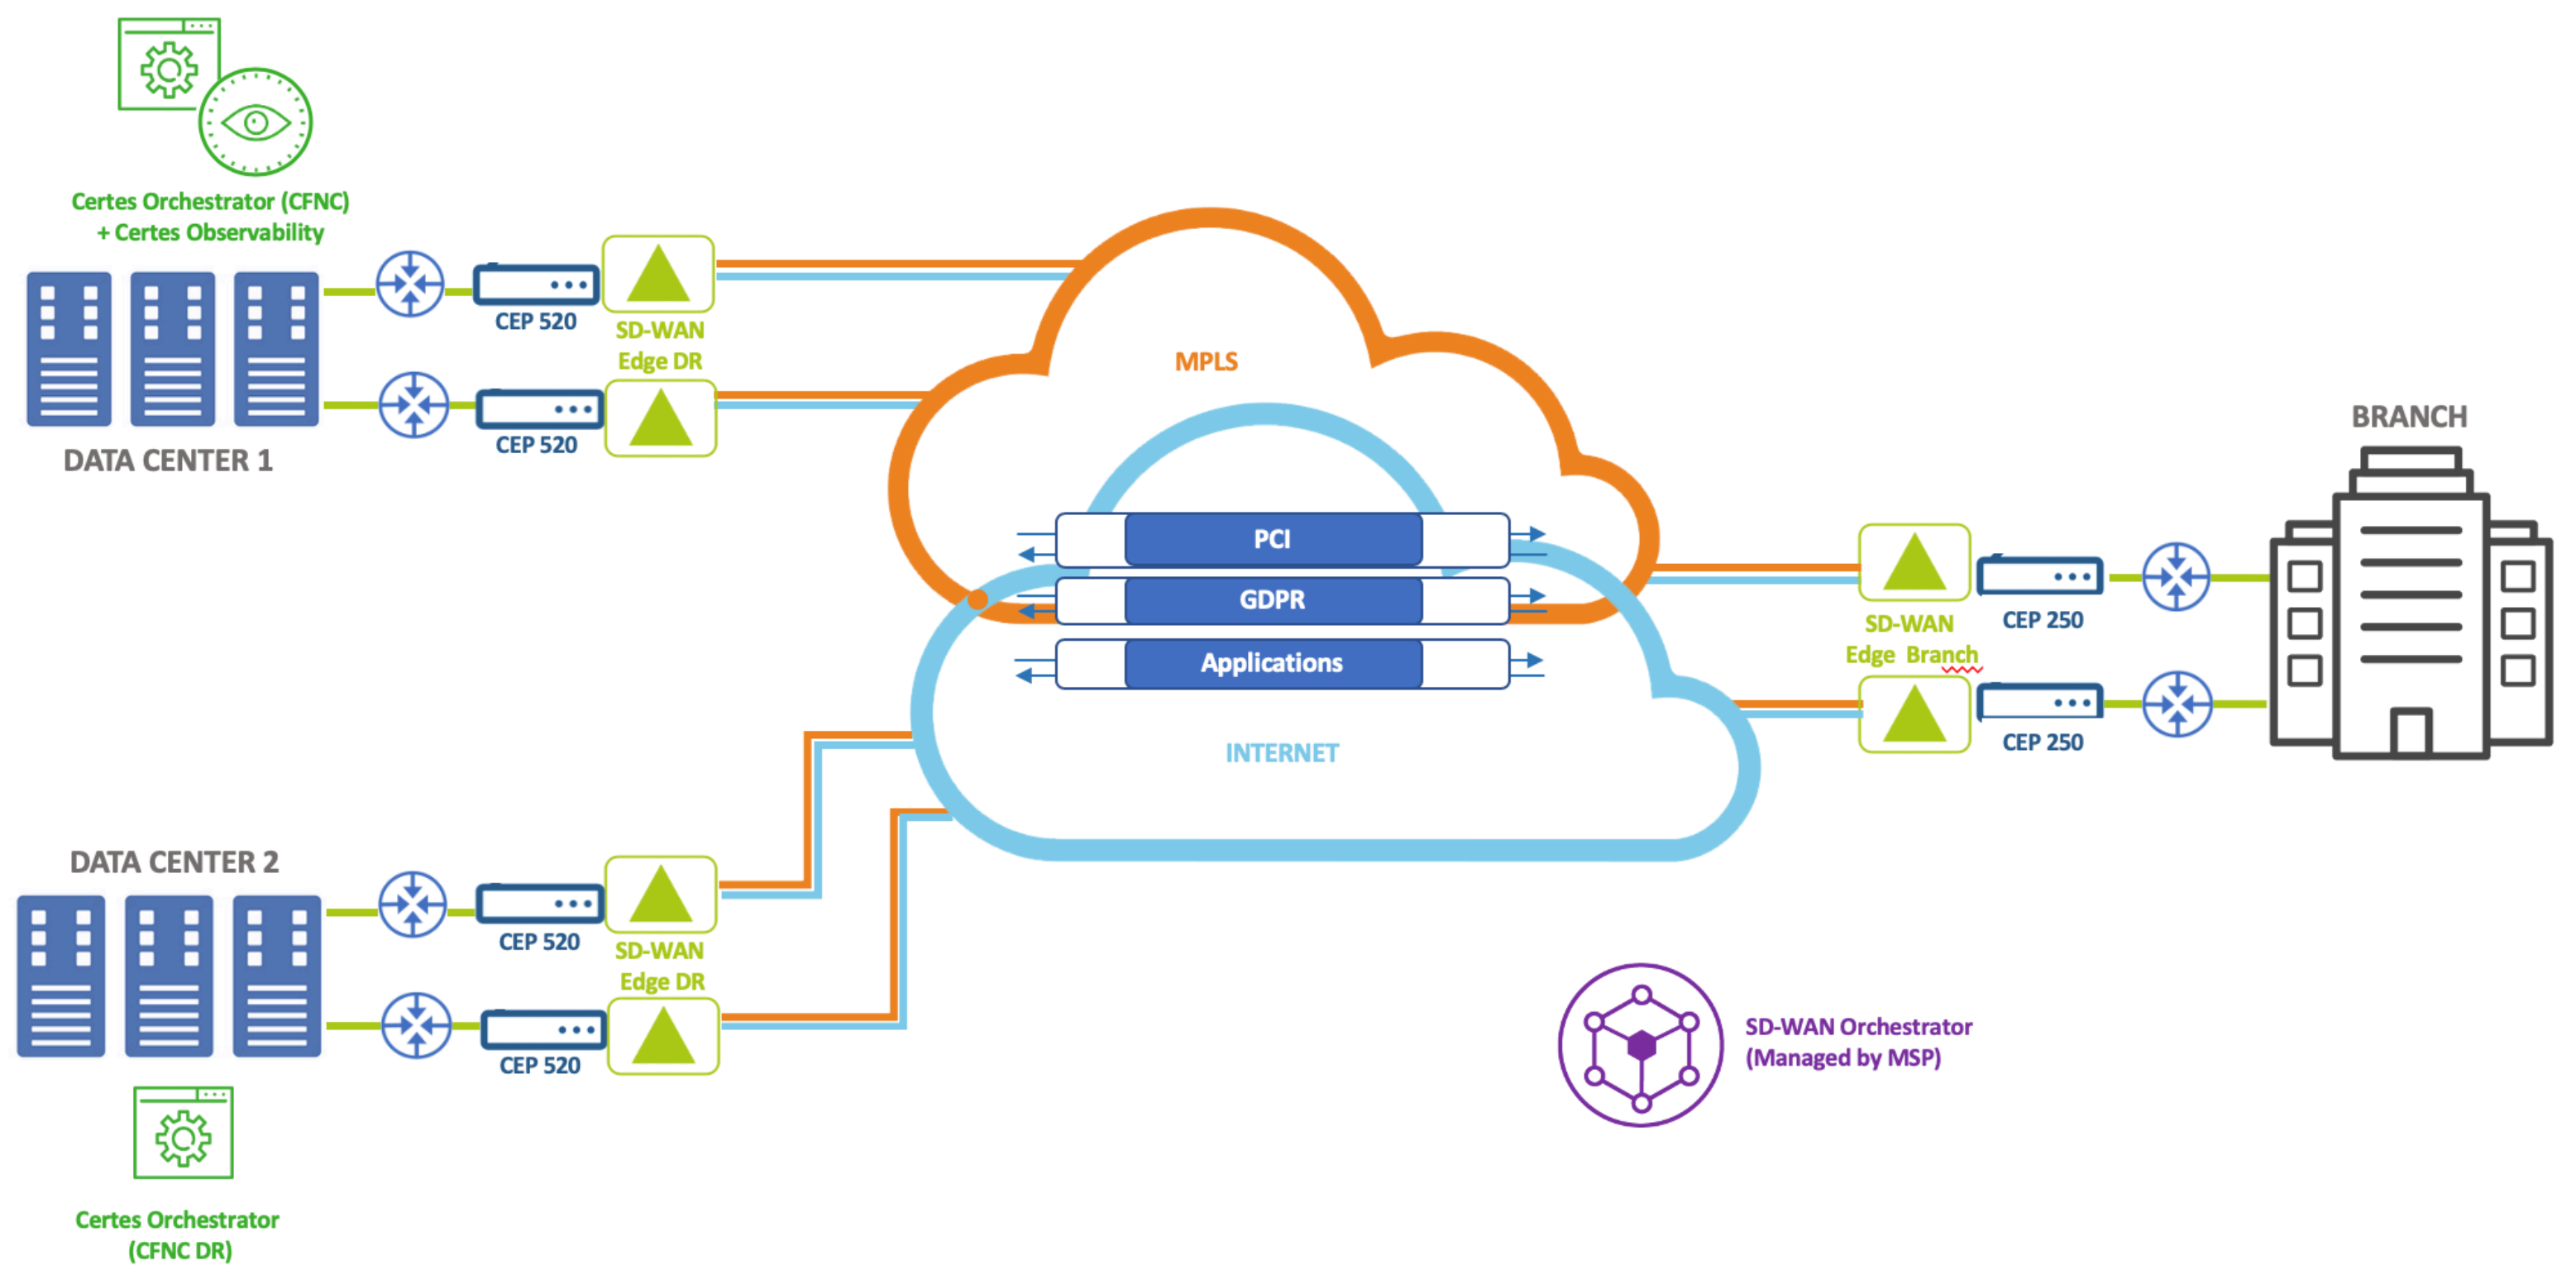 Certes Orchestrator (CFNC)
+ Certes Observability
CEP 520
SD-WAN
Edge DR
CEP 520
DATA CENTER 1
MPLS
PCI
GDPR
Applications
INTERNET
BRANCH
SD-WAN
Edge Branch
CEP 250
CEP 250
DATA CENTER 2
CEP 520
SD-WAN
Edge DR
CEP 520
Certes Orchestrator
(CFNC DR)
SD-WAN Orchestrator
(Managed by MSP)